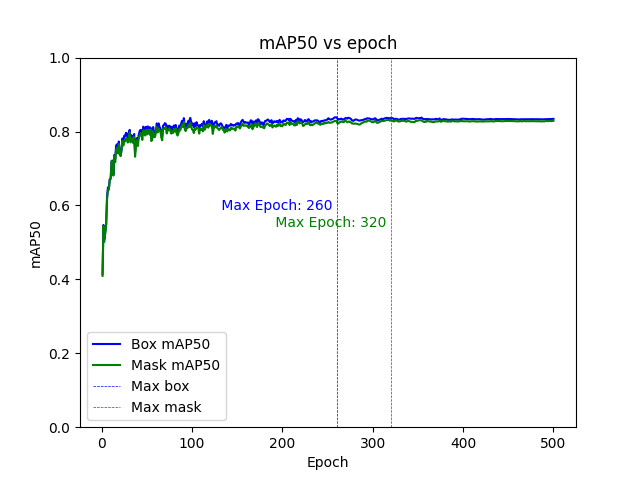 mAP50 vs epoch
1.0
0.8
0.6
0.4
0.2
0.0
mAP50
Max Epoch: 260
Max Epoch: 320
Box mAP50
Mask mAP50
Max box
Max mask
0
100
200
300
400
500
Epoch